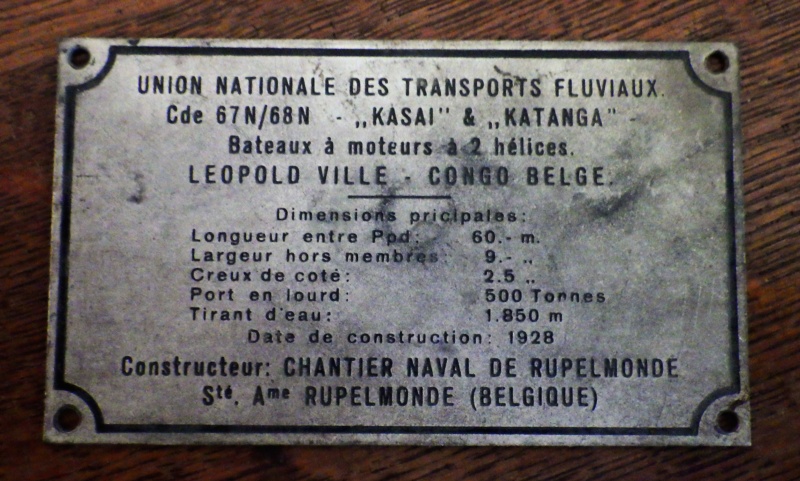 UNION NATIONALE DES TRANSPORTS FLUVIAUX.
Cde 67N/68N - „KASAI" & „KATANGA" -
Bateaux à moteurs à 2 hélices.
LEOPOLD VILLE - CONGO BELGE.
Dimensions pricipales:
Longueur entre Ppd: 60.- m.
Largeur hors membres: 9.- „
Creux de coté: 2.5 „
Port en lourd: 500 Tonnes
Tirant d'eau: 1.850 m
Date de construction: 1928
Constructeur: CHANTIER NAVAL DE RUPELMONDE
Sté. Ame RUPELMONDE (BELGIQUE)